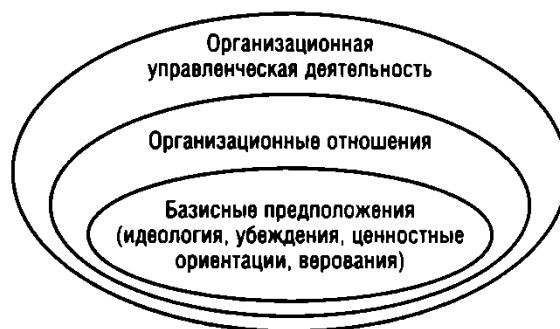 Организационная
управленческая деятельность
Организационные отношения
Базисные предположения
(идеология, убеждения, ценностные
ориентации, верования)